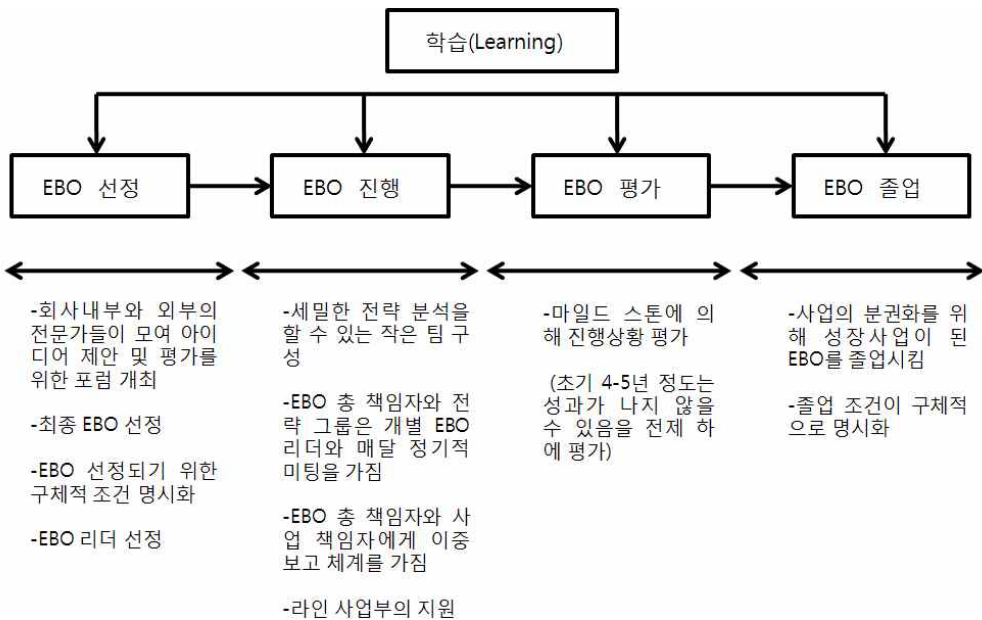 학습(Learning)
EBO 선정
EBO 진행
EBO 평가
EBO 졸업
-회사내부와 외부의
전문가들이 모여 아이
디어 제안 및 평가를
위한 포럼 개최
-최종 EBO 선정
-EBO 선정되기 위한
구체적 조건 명시화
-EBO 리더 선정
-세밀한 전략 분석을
할 수 있는 작은 팀 구
성
-EBO 총 책임자와 전
략 그룹은 개별 EBO
리더와 매달 정기적
미팅을 가짐
-EBO 총 책임자와 사
업 책임자에게 이중
보고 체계를 가짐
-라인 사업부의 지원
-마일드 스톤에 의
해 진행상황 평가
(초기 4-5년 정도는
성과가 나지 않을
수 있음을 전제 하
에 평가)
-사업의 분권화를 위
해 성장사업이 된
EBO를 졸업시킴
-졸업 조건이 구체적
으로 명시화